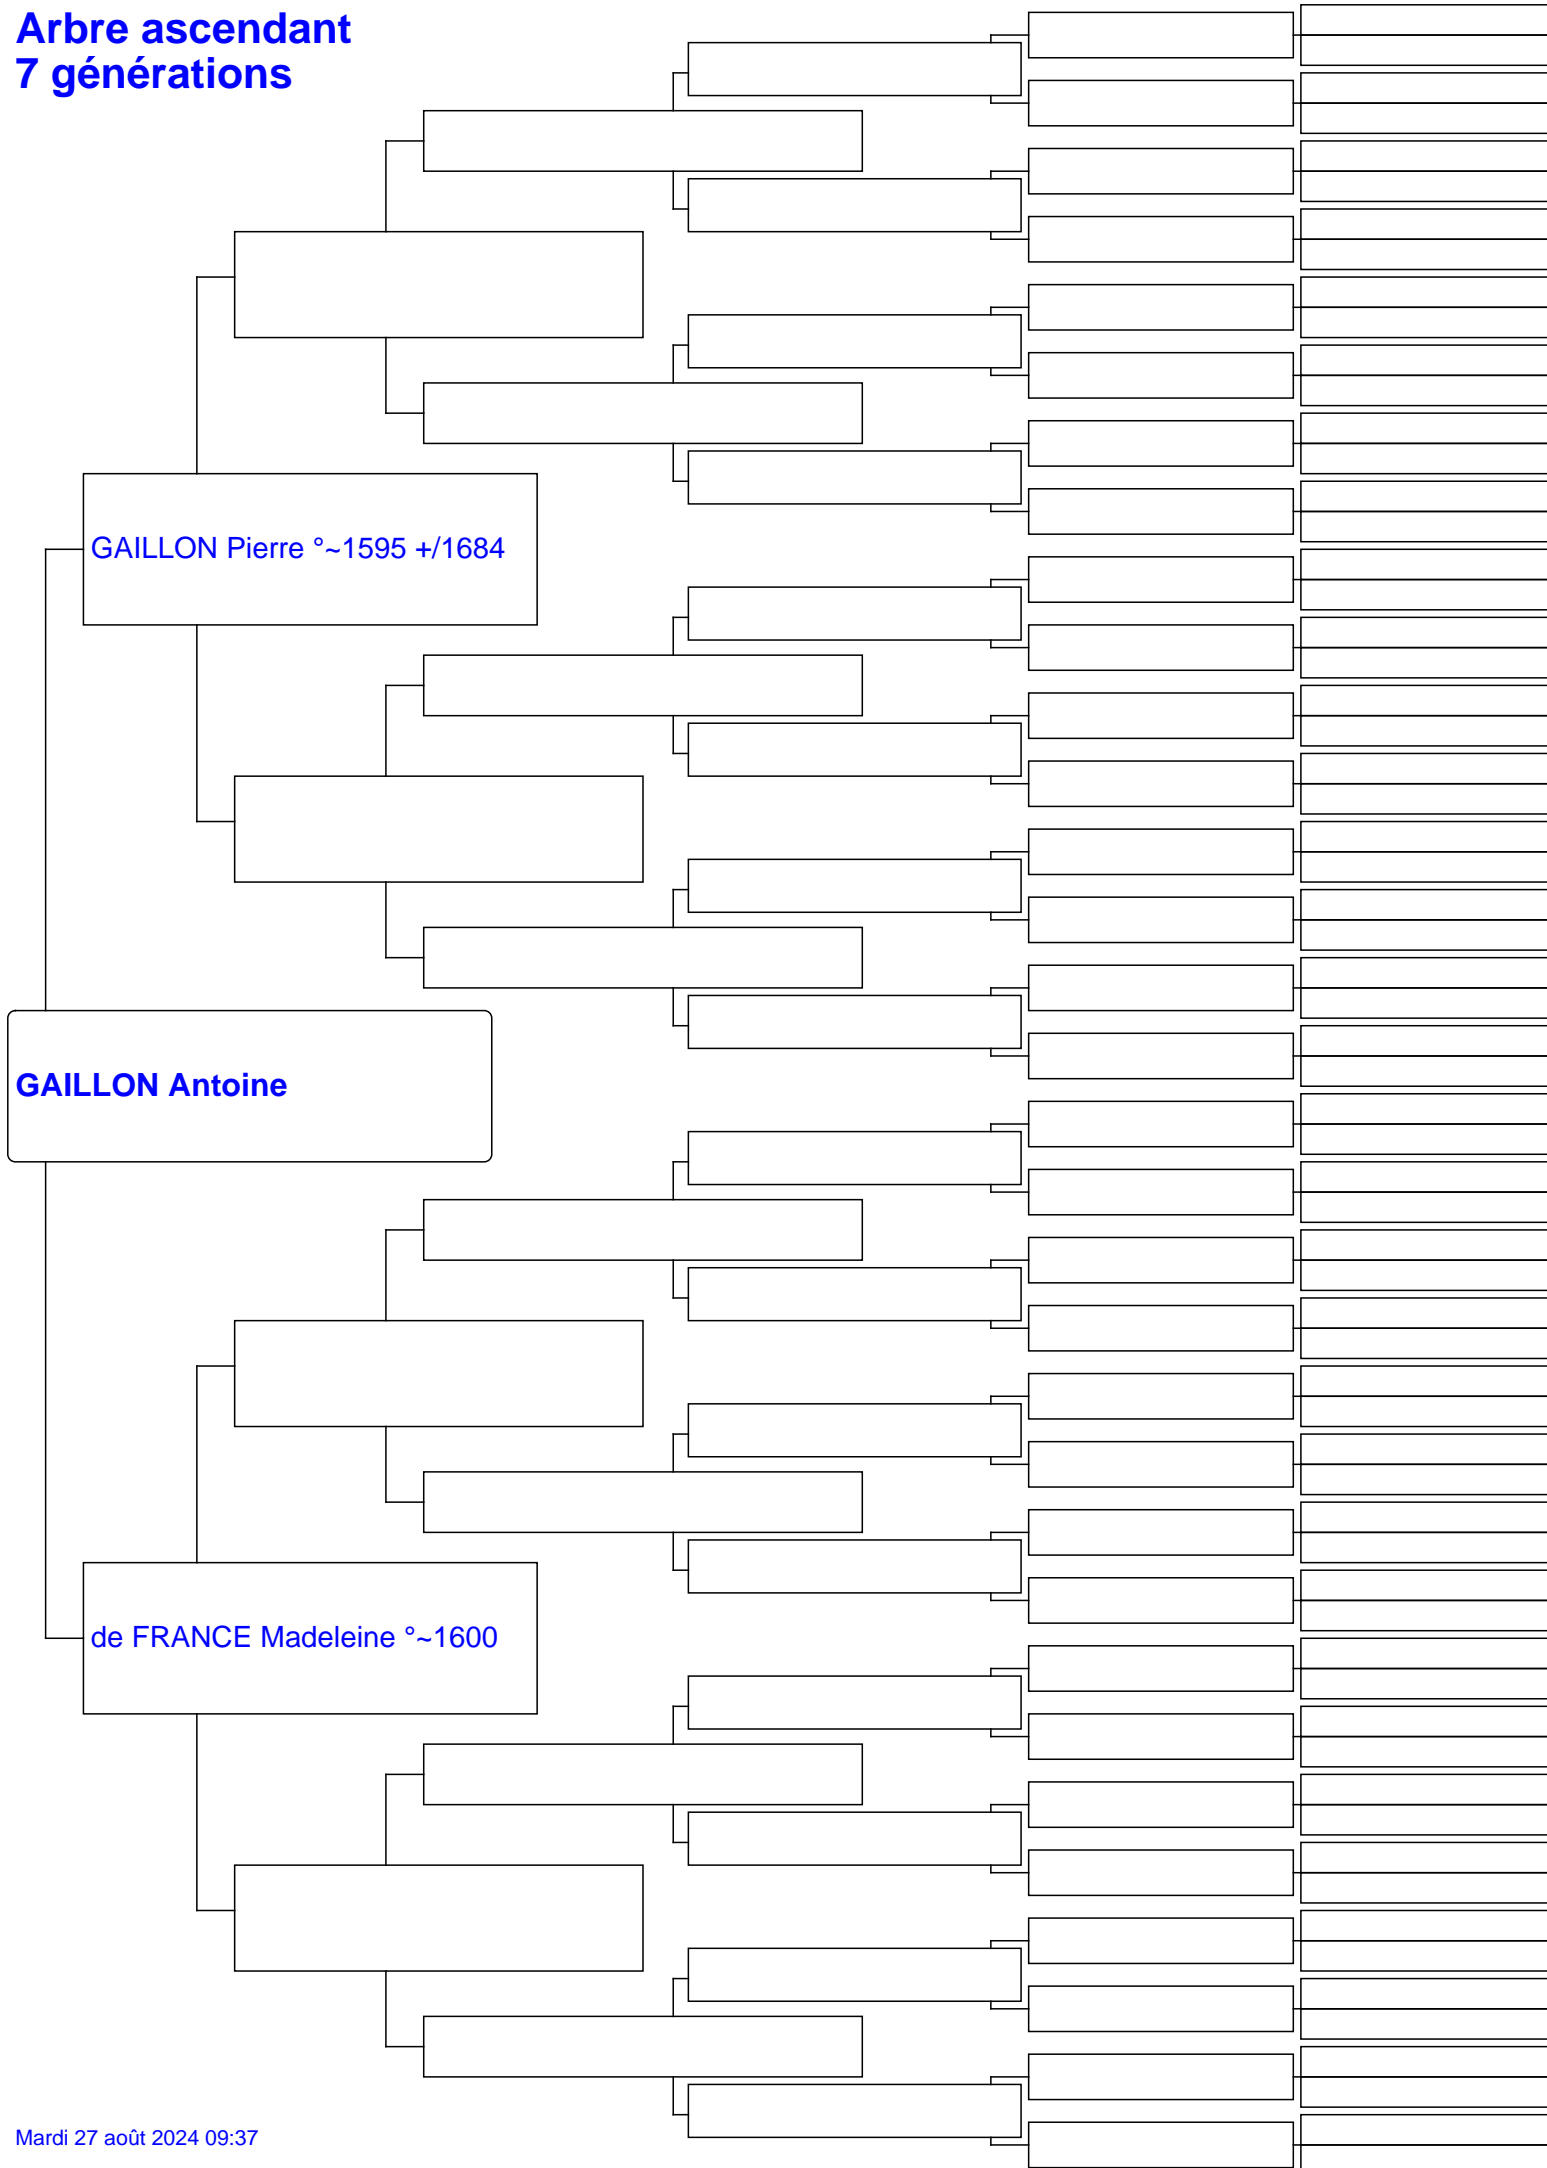 Arbre ascendant
7 générations
GAILLON Pierre °~1595 +/1684
GAILLON Antoine
de FRANCE Madeleine °~1600
Mardi 27 août 2024 09:37